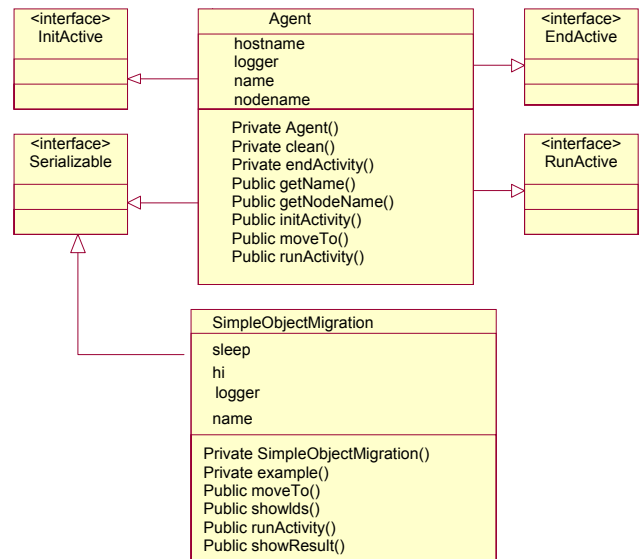 <interface>
InitActive
Agent
hostname
logger
name
nodename
Private Agent()
Private clean()
Private endActivity()
Public getName()
Public getNodeName()
Public initActivity()
Public moveTo()
Public runActivity()
<interface>
EndActive
<interface>
Serializable
<interface>
RunActive
SimpleObjectMigration
sleep
hi
logger
name
Private SimpleObjectMigration()
Private example()
Public moveTo()
Public showIds()
Public runActivity()
Public showResult()